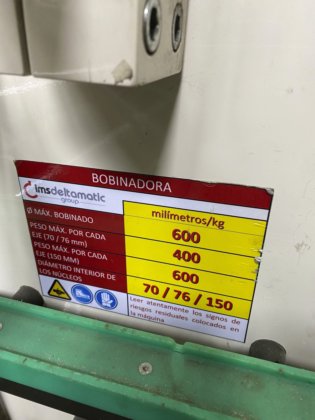 BOBINADORA
imsdeltamatic
group
milímetros/kg
Ø MÁX. BOBINADO
600
PESO MÁX. POR CADA
EJE (70 / 76 mm)
400
PESO MÁX. POR CADA
EJE (150 MM)
600
DIÁMETRO INTERIOR DE
LOS NÚCLEOS
70 / 76 / 150
Leer atentamente los signos de
riesgos residuales colocados en
la máquina